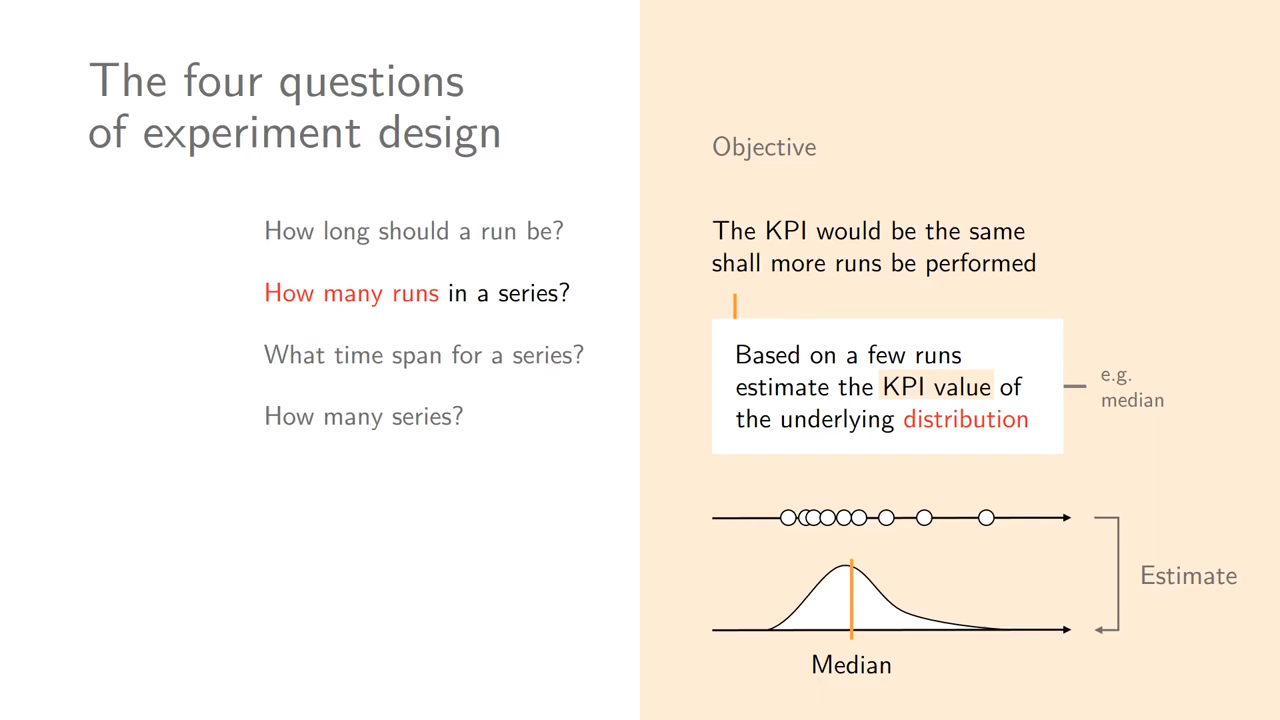 The four questions
of experiment design
How long should a run be?
How many runs in a series?
What time span for a series?
How many series?
Objective
The KPI would be the same
shall more runs be performed
Based on a few runs
estimate the KPI value of
the underlying distribution
e.g.
median
Estimate
Median